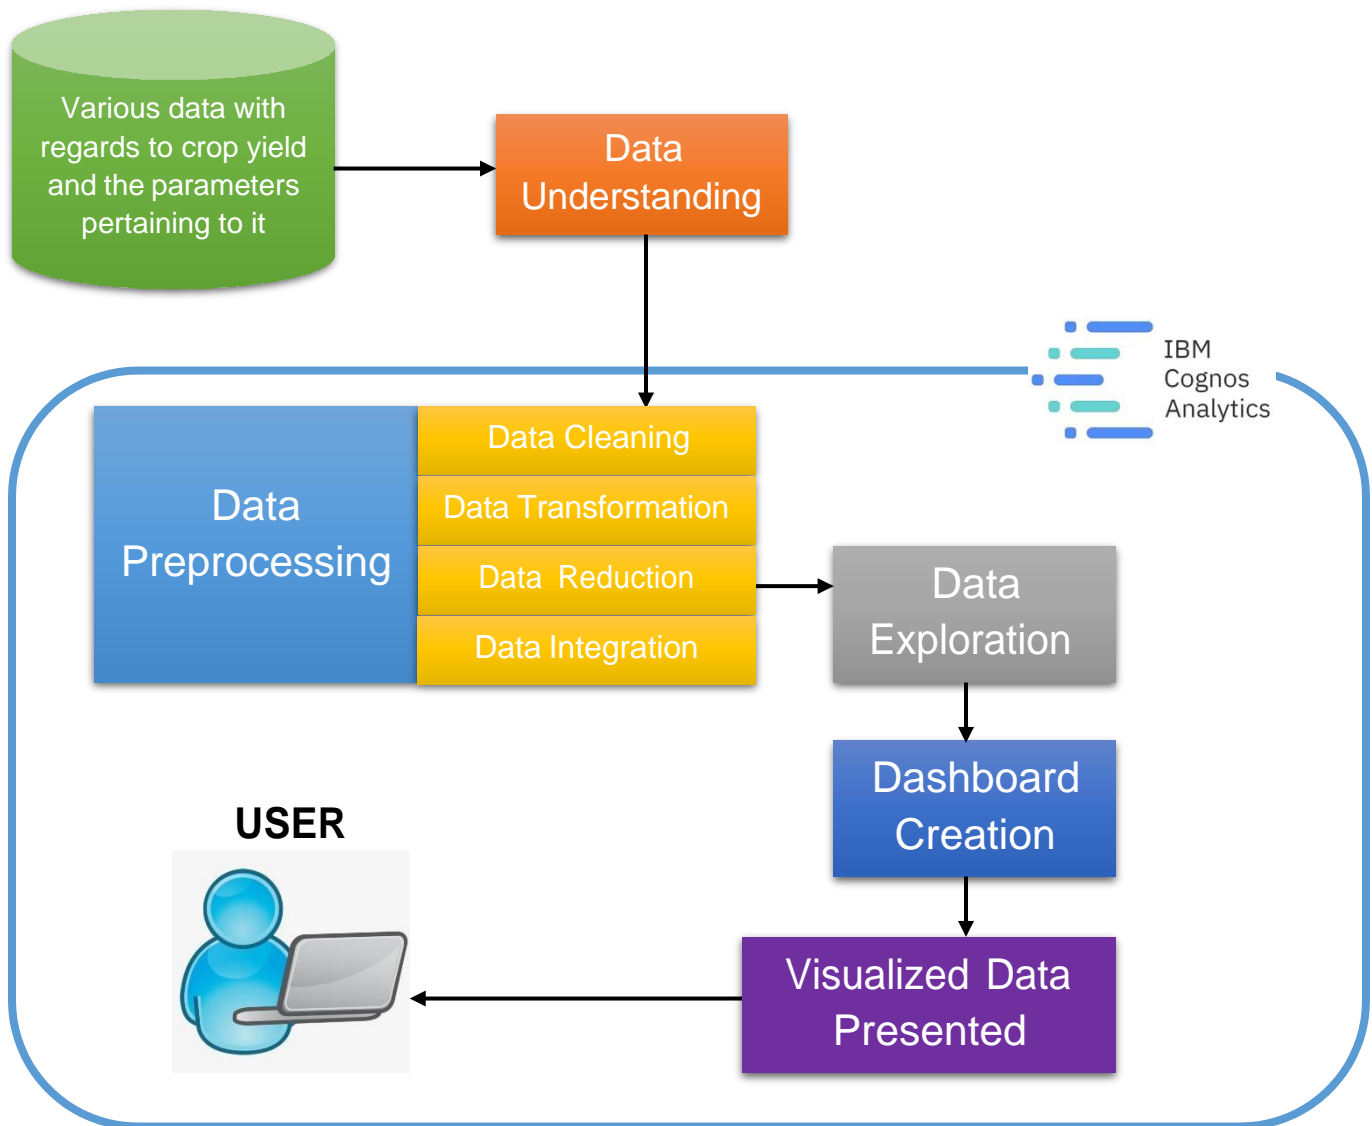 Various data with
regards to crop yield
and the parameters
pertaining to it
Data
Understanding
IBM
Cognos
Analytics
Data
Preprocessing
Data Cleaning
Data Transformation
Data Reduction
Data Integration
Data
Exploration
Dashboard
Creation
USER
Visualized Data
Presented